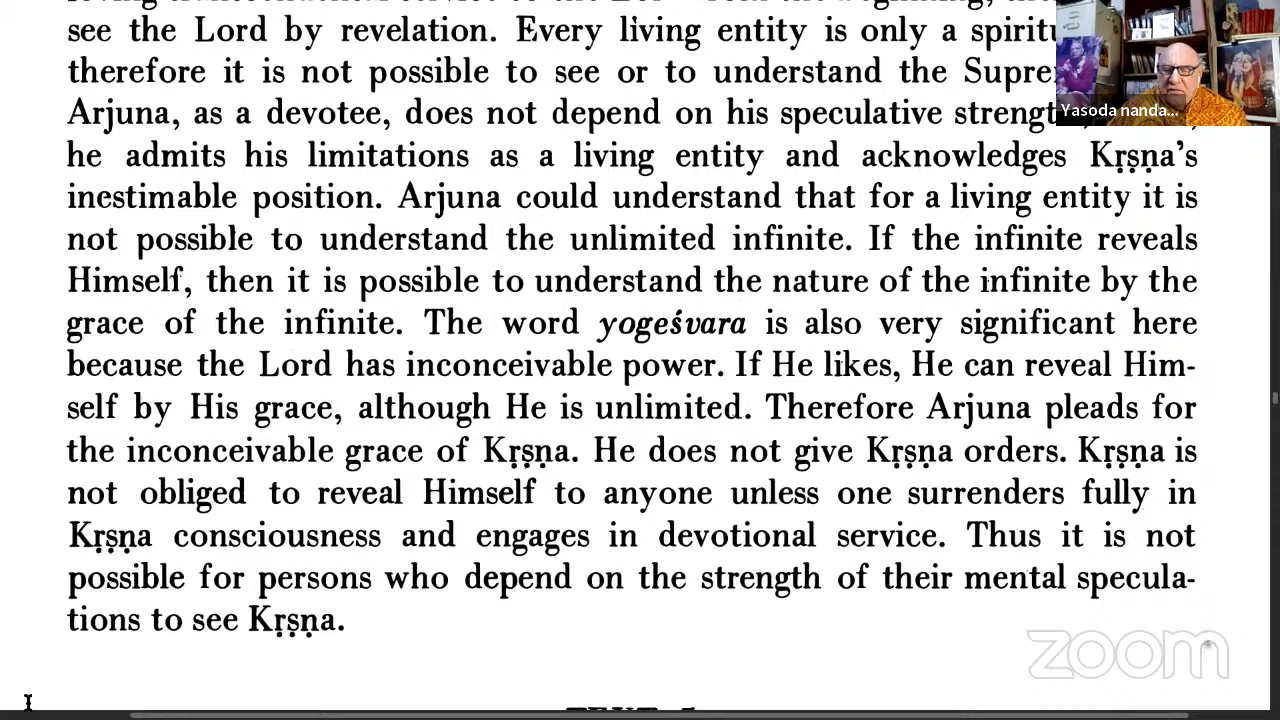 see the Lord by revelation. Every living entity is only a
therefore it is not possible to see or to understand the
Arjuna, as a devotee, does not depend on his speculative
he admits his limitations as a living entity and acknowledges Kṛṣṇa's
inestimable position. Arjuna could understand that for a living entity it is
not possible to understand the unlimited infinite. If the infinite reveals
Himself, then it is possible to understand the nature of the infinite by the
grace of the infinite. The word yogeśvara is also very significant here
because the Lord has inconceivable power. If He likes, He can reveal Him-
self by His grace, although He is unlimited. Therefore Arjuna pleads for
the inconceivable grace of Kṛṣṇa. He does not give Kṛṣṇa orders. Kṛṣṇa is
not obliged to reveal Himself to anyone unless one surrenders fully in
Kṛṣṇa consciousness and engages in devotional service. Thus it is not
possible for persons who depend on the strength of their mental specula-
tions to see Kṛṣṇa.
Yasoda nanda...
zoom